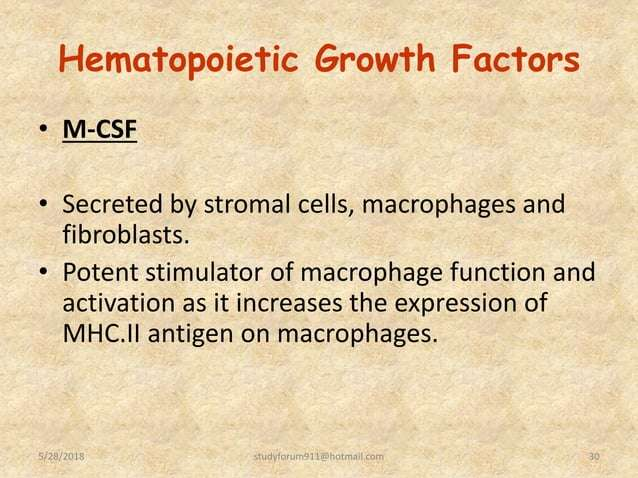 Hematopoietic Growth Factors
• M-CSF
• Secreted by stromal cells, macrophages and
fibroblasts.
• Potent stimulator of macrophage function and
activation as it increases the expression of
MHC.II antigen on macrophages.
5/28/2018 studyforum911@hotmail.com 30